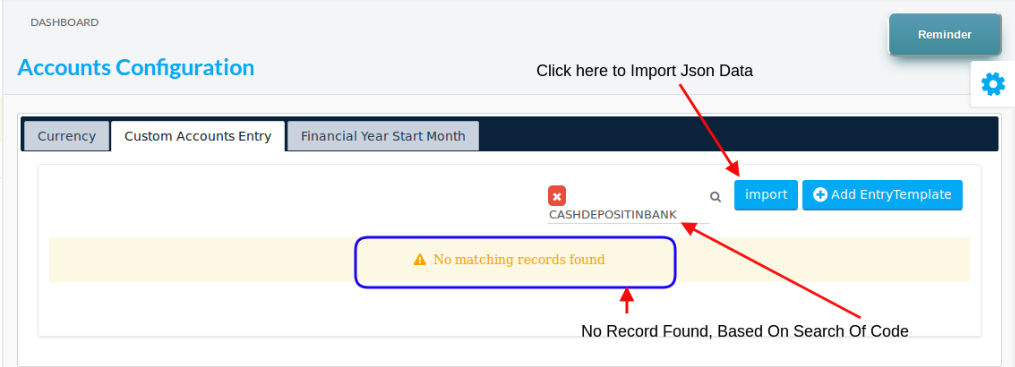 DASHBOARD
Reminder
Accounts Configuration
Click here to Import Json Data
Currency
Custom Accounts Entry
Financial Year Start Month
CASHDEPOSITINBANK
import
Add EntryTemplate
No matching records found
No Record Found, Based On Search Of Code